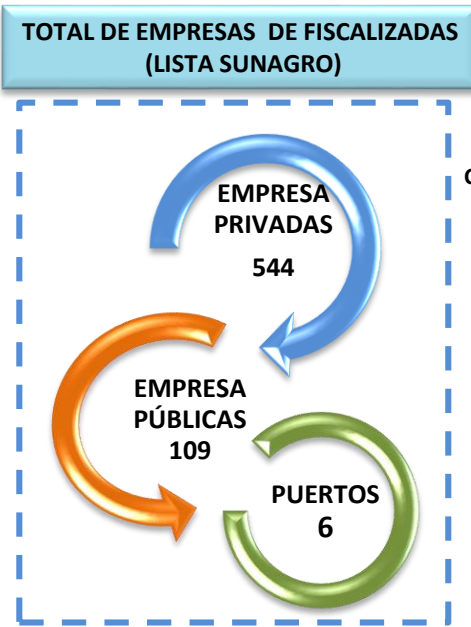 TOTAL DE EMPRESAS DE FISCALIZADAS
(LISTA SUNAGRO)
EMPRESA
PRIVADAS
544
EMPRESA
PÚBLICAS
109
PUERTOS
6